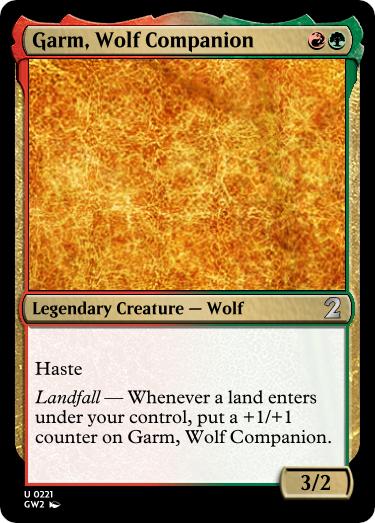 Garm, Wolf Companion
Legendary Creature — Wolf
2
Haste
Landfall — Whenever a land enters
under your control, put a +1/+1
counter on Garm, Wolf Companion.
3/2
U 0221
GW2